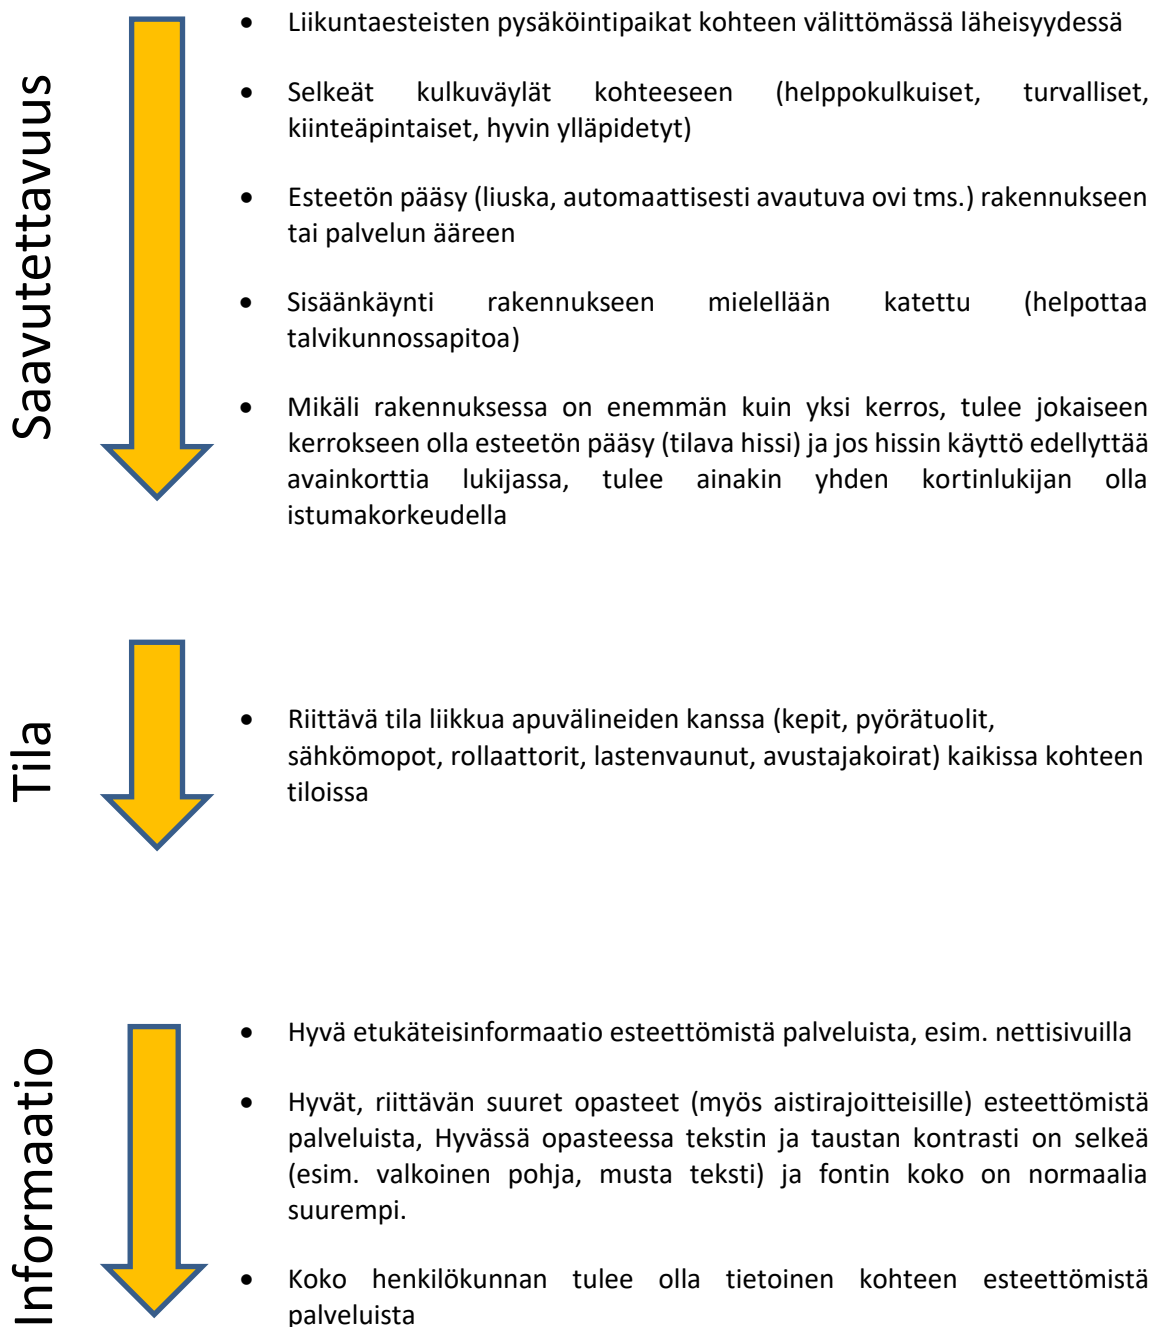 Saavutettavuus
• Liikuntaesteisten pysäköintipaikat kohteen välittömässä läheisyydessä
• Selkeät kulkuväylät kohteeseen (helppokulkuiset, turvalliset,
kiinteäpintaiset, hyvin ylläpidetyt)
• Esteetön pääsy (liuska, automaattisesti avautuva ovi tms.) rakennukseen
tai palvelun ääreen
• Sisäänkäynti rakennukseen mielellään katettu (helpottaa
talvikunnossapitoa)
• Mikäli rakennuksessa on enemmän kuin yksi kerros, tulee jokaiseen
kerrokseen olla esteetön pääsy (tilava hissi) ja jos hissin käyttö edellyttää
avainkorttia lukijassa, tulee ainakin yhden kortinlukijan olla
istumakorkeudella
Tila
• Riittävä tila liikkua apuvälineiden kanssa (kepit, pyörätuolit,
sähkömopot, rollaattorit, lastenvaunut, avustajakoirat) kaikissa kohteen
tiloissa
Informaatio
• Hyvä etukäteisinformaatio esteettömistä palveluista, esim. nettisivuilla
• Hyvät, riittävän suuret opasteet (myös aistirajoitteisille) esteettömistä
palveluista, Hyvässä opasteessa tekstin ja taustan kontrasti on selkeä
(esim. valkoinen pohja, musta teksti) ja fontin koko on normaalia
suurempi.
• Koko henkilökunnan tulee olla tietoinen kohteen esteettömistä
palveluista